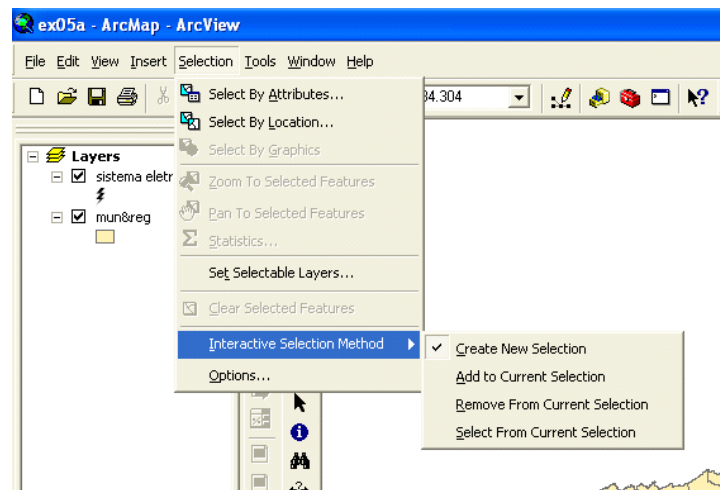 ex05a - ArcMap - ArcView
File Edit View Insert Selection Tools Window Help
Select By Attributes...
Select By Location...
Select By Graphics
Zoom To Selected Features
Pan To Selected Features
Statistics...
Set Selectable Layers...
Clear Selected Features
Interactive Selection Method
Options...
Create New Selection
Add to Current Selection
Remove From Current Selection
Select From Current Selection
34.304
Layers
sistema eletr
mun&reg